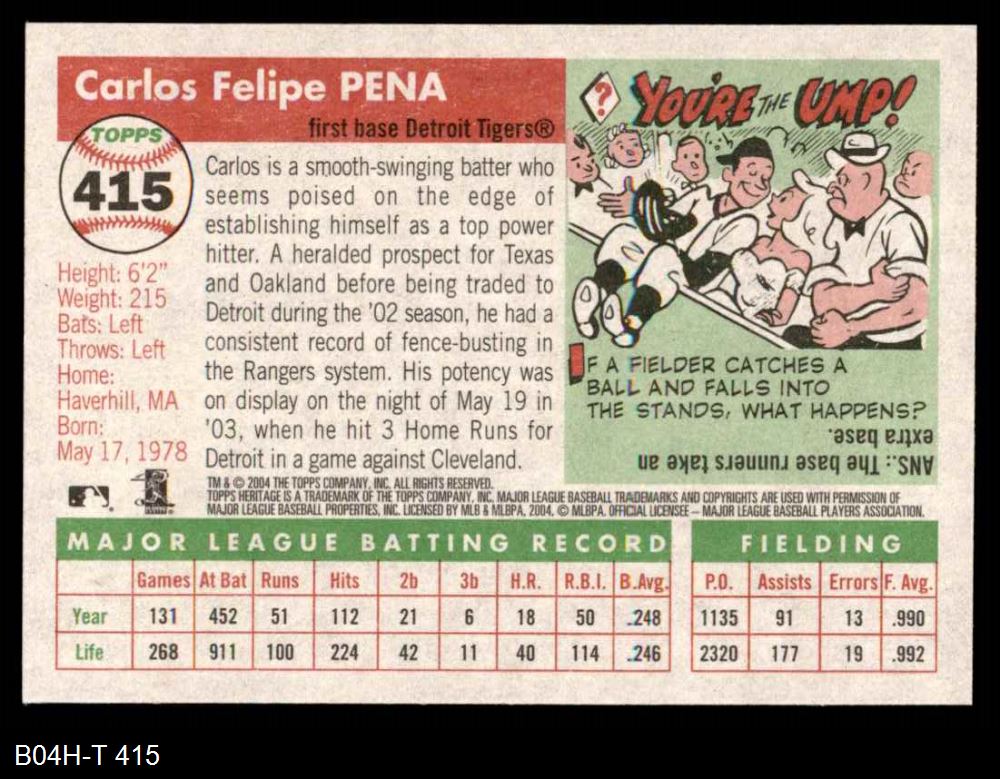 Carlos Felipe PENA
first base Detroit Tigers®
TOPPS
415
Height: 6'2"
Weight: 215
Bats: Left
Throws: Left
Home:
Haverhill, MA
Born:
May 17, 1978
Carlos is a smooth-swinging batter who
seems poised on the edge of
establishing himself as a top power
hitter. A heralded prospect for Texas
and Oakland before being traded to
Detroit during the '02 season, he had a
consistent record of fence-busting in
the Rangers system. His potency was
on display on the night of May 19 in
'03, when he hit 3 Home Runs for
Detroit in a game against Cleveland.
? YOU'RE THE UMP!
IF A FIELDER CATCHES A
BALL AND FALLS INTO
THE STANDS, WHAT HAPPENS?
ANS.: The base runners take an
extra base.
TM & © 2004 THE TOPPS COMPANY, INC. ALL RIGHTS RESERVED.
TOPPS HERITAGE IS A TRADEMARK OF THE TOPPS COMPANY, INC. MAJOR LEAGUE BASEBALL TRADEMARKS AND COPYRIGHTS ARE USED WITH PERMISSION OF
MAJOR LEAGUE BASEBALL PROPERTIES, INC. LICENSED BY MLB & MLBPA, 2004. © MLBPA. OFFICIAL LICENSEE – MAJOR LEAGUE BASEBALL PLAYERS ASSOCIATION.
MAJOR LEAGUE BATTING RECORD FIELDING
Games At Bat Runs Hits 2b 3b H.R. R.B.I. B.Avg. P.O. Assists Errors F. Avg.
Year 131 452 51 112 21 6 18 50 .248 1135 91 13 .990
Life 268 911 100 224 42 11 40 114 .246 2320 177 19 .992
B04H-T 415